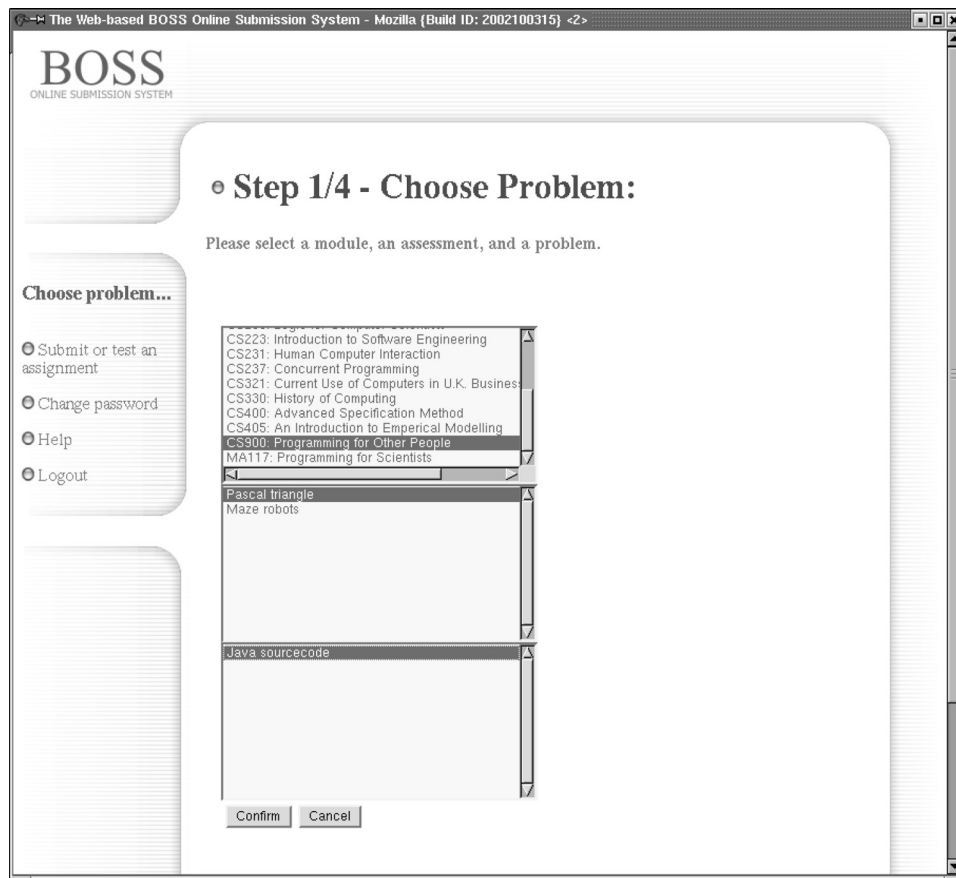 The Web-based BOSS Online Submission System - Mozilla {Build ID: 2002100315} <2>
BOSS
ONLINE SUBMISSION SYSTEM
Step 1/4 - Choose Problem:
Please select a module, an assessment, and a problem.
Choose problem...
Submit or test an
assignment
Change password
Help
Logout
CS223: Introduction to Software Engineering
CS231: Human Computer Interaction
CS237: Concurrent Programming
CS321: Current Use of Computers in U.K. Business
CS330: History of Computing
CS400: Advanced Specification Method
CS405: An Introduction to Emperical Modelling
CS900: Programming for Other People
MA117: Programming for Scientists
Pascal triangle
Maze robots
Java sourcecode
Confirm Cancel